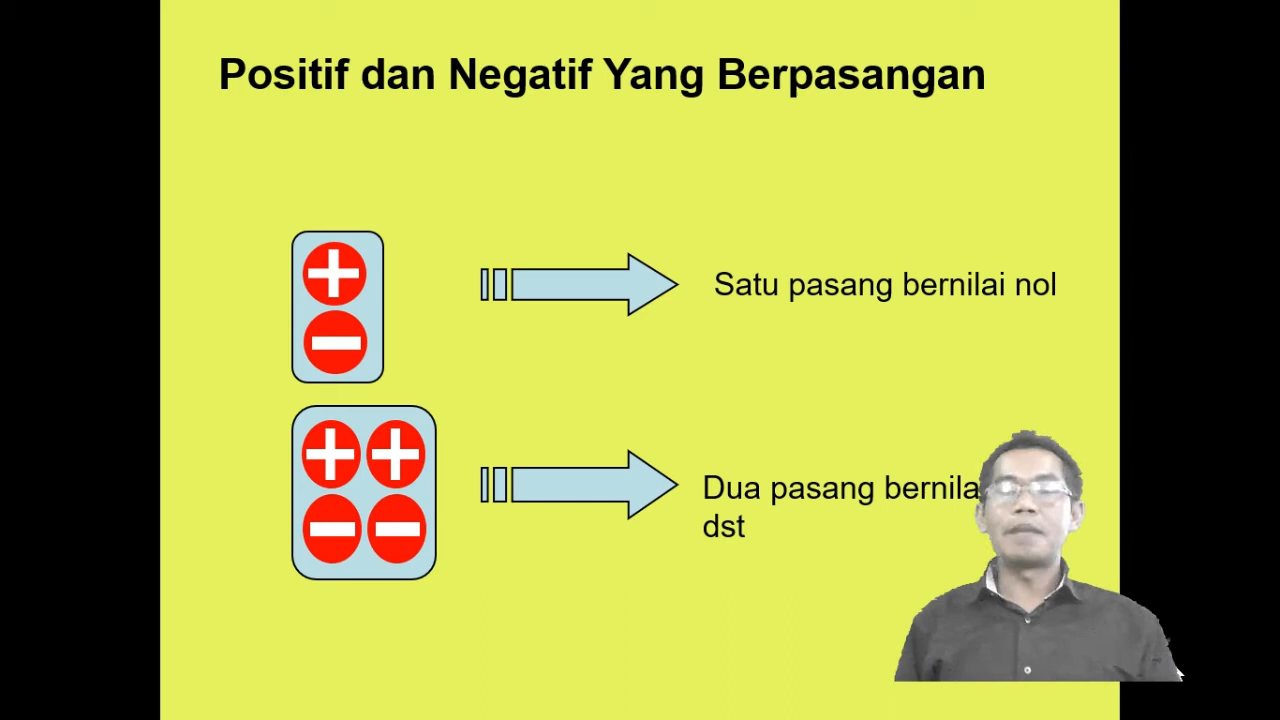 Positif dan Negatif Yang Berpasangan
Satu pasang bernilai nol
Dua pasang
dst